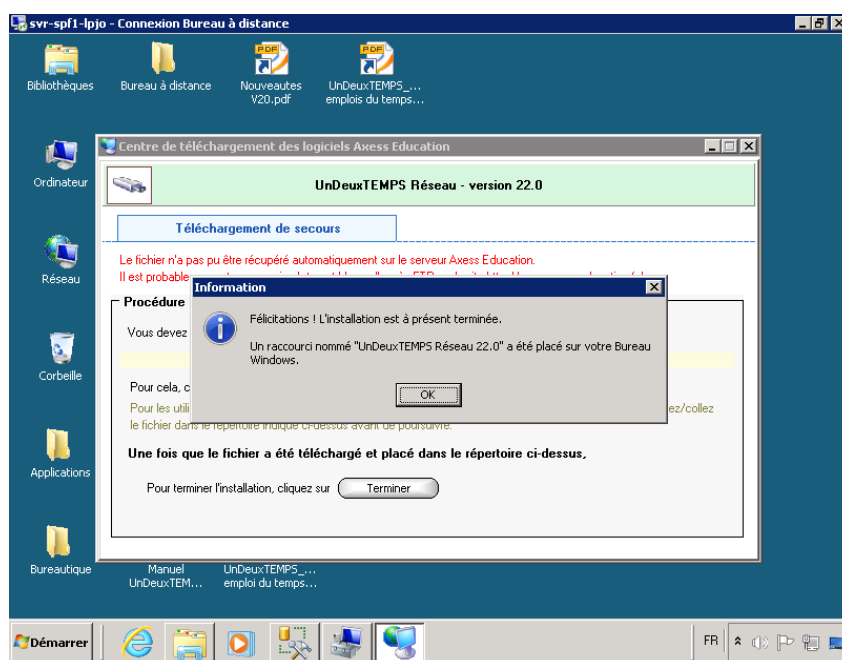 svr-spf1-lpjo - Connexion Bureau à distance
Bibliothèques
Bureau à distance
Nouveautes
V20.pdf
UnDeuxTEMPS_...
emplois du temps...
Ordinateur
Réseau
Corbeille
Applications
Bureautique
Centre de téléchargement des logiciels Axess Education
UnDeuxTEMPS Réseau - version 22.0
Téléchargement de secours
Le fichier n'a pas pu être récupéré automatiquement sur le serveur Axess Education.
Il est probable
Procédure
Vous devez
Information
Félicitations ! L'installation est à présent terminée.
Un raccourci nommé "UnDeuxTEMPS Réseau 22.0" a été placé sur votre Bureau
Windows.
OK
Pour cela, c
Pour les utili
ez/collez
le fichier dans le répertoire indiqué ci-dessus avant de poursuivre.
Une fois que le fichier a été téléchargé et placé dans le répertoire ci-dessus,
Pour terminer l'installation, cliquez sur Terminer
Manuel
UnDeuxTEM...
UnDeuxTEMPS_...
emploi du temps...
Démarrer
FR